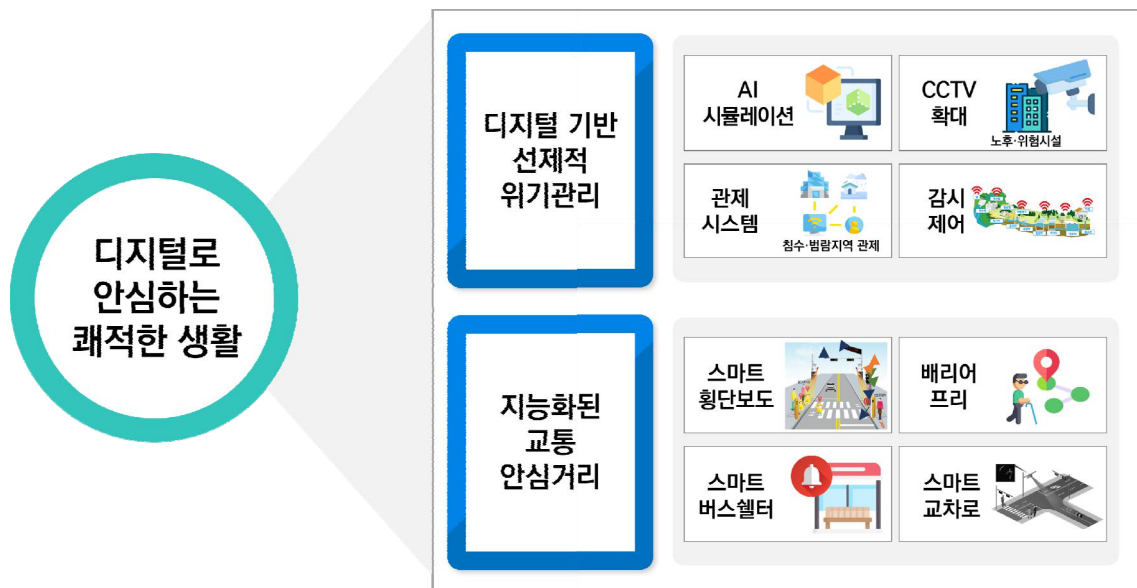 디지털로
안심하는
쾌적한 생활
디지털 기반
선제적
위기관리
AI
시뮬레이션
CCTV
확대
노후·위험시설
관제
시스템
침수·범람지역 관제
감시
제어
지능화된
교통
안심거리
스마트
횡단보도
배리어
프리
스마트
버스쉘터
스마트
교차로